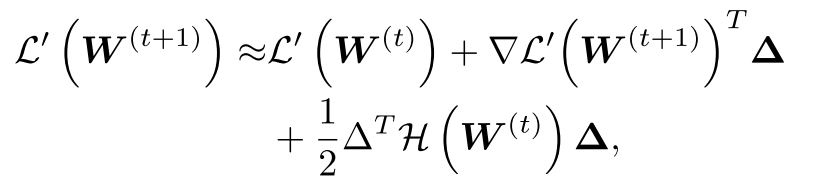 ℒ′ (𝑾^(t+1)) ≈ ℒ′ (𝑾^(t)) + ∇ℒ′(𝑾^(t+1))^T 𝚫
+ 1/2 Δ^T ℋ (𝑾^(t)) 𝚫,